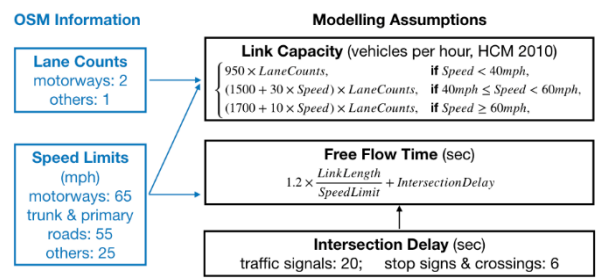 OSM Information
Modelling Assumptions
Lane Counts
motorways: 2
others: 1
Link Capacity (vehicles per hour, HCM 2010)
950 × LaneCounts, if Speed < 40mph,
(1500 + 30 × Speed) × LaneCounts, if 40mph ≤ Speed < 60mph,
(1700 + 10 × Speed) × LaneCounts, if Speed ≥ 60mph,
Speed Limits
(mph)
motorways: 65
trunk & primary
roads: 55
others: 25
Free Flow Time (sec)
1.2 × LinkLength / SpeedLimit + IntersectionDelay
Intersection Delay (sec)
traffic signals: 20; stop signs & crossings: 6